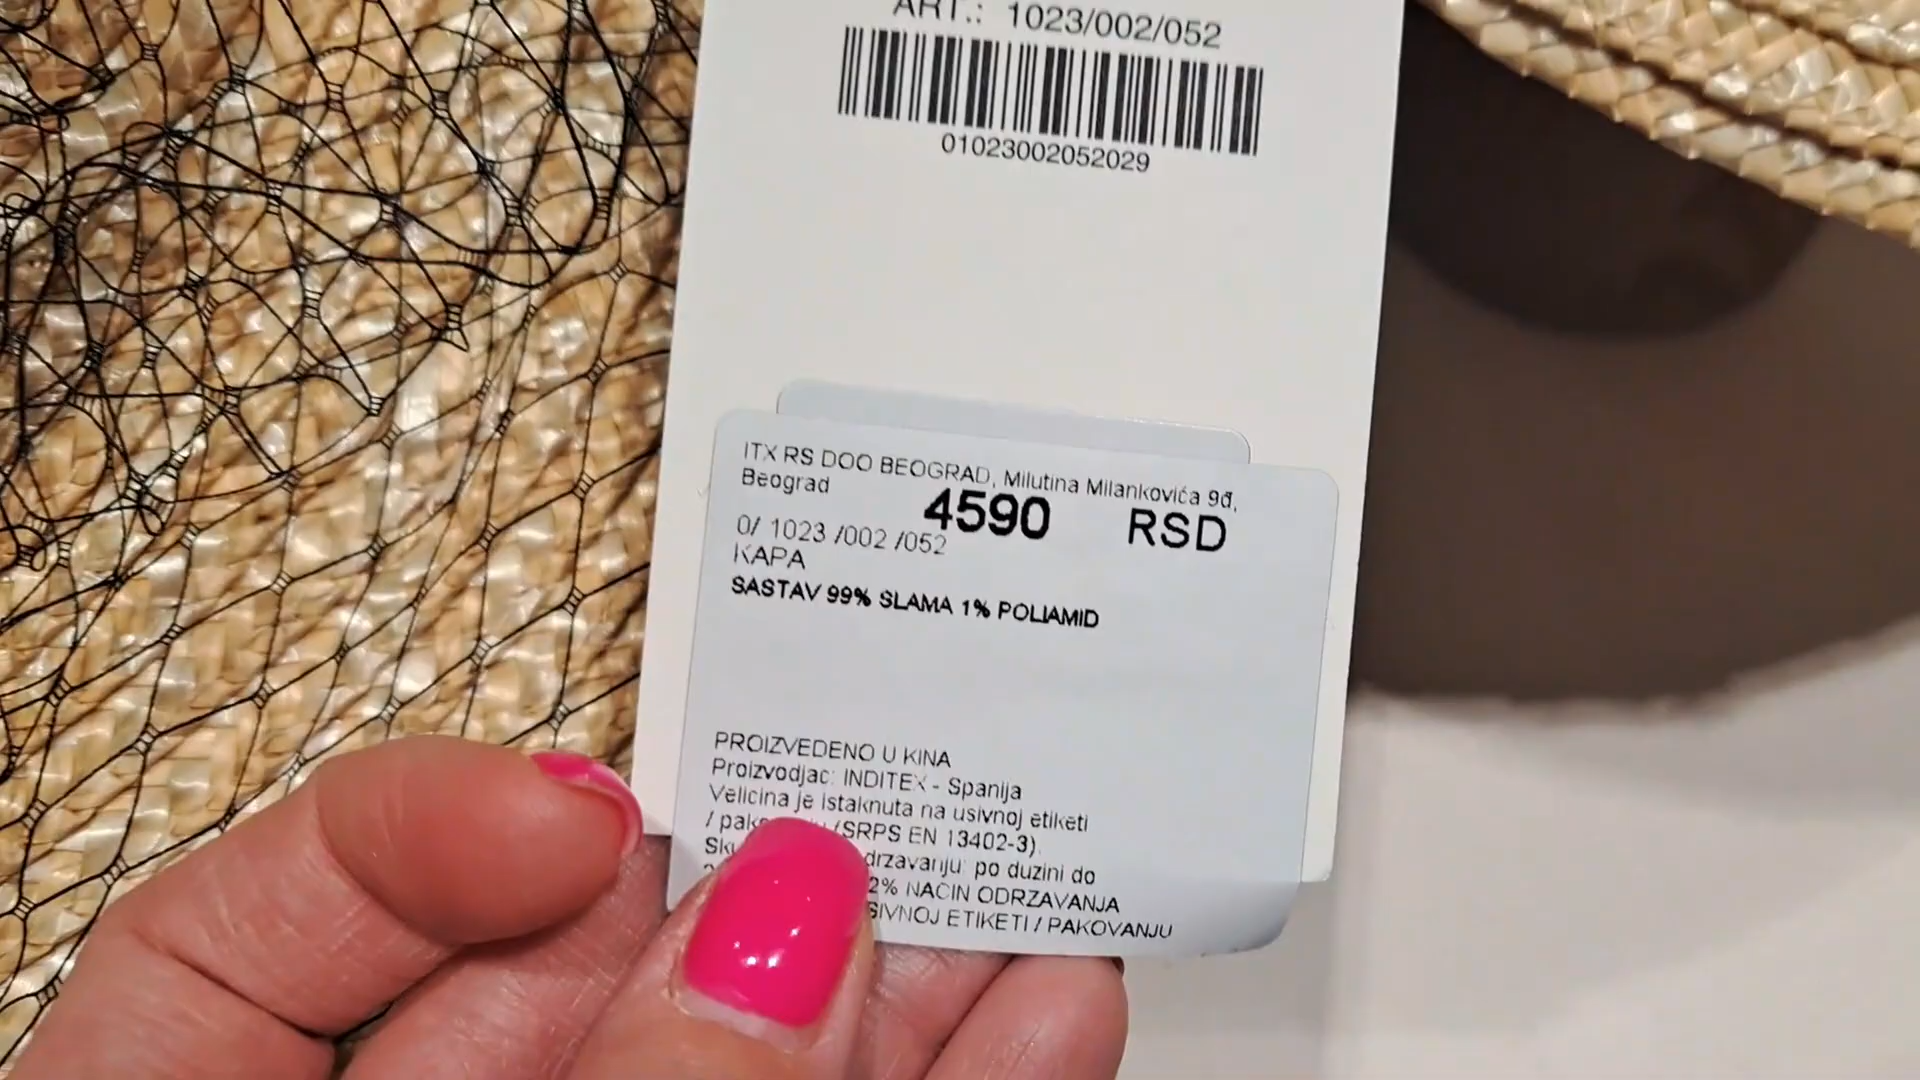 ART.: 1023/002/052
01023002052029
ITX RS DOO BEOGRAD, Milutina Milankovića 9đ,
Beograd
4590 RSD
0/ 1023 /002 /052
KAPA
SASTAV 99% SLAMA 1% POLIAMID
PROIZVEDENO U KINA
Proizvodjac: INDITEX - Spanija
Velicina je istaknuta na usivnoj etiketi
/ (SRPS EN 13402-3).
po duzini do
2% NACIN ODRZAVANJA
ETIKETI / PAKOVANJU